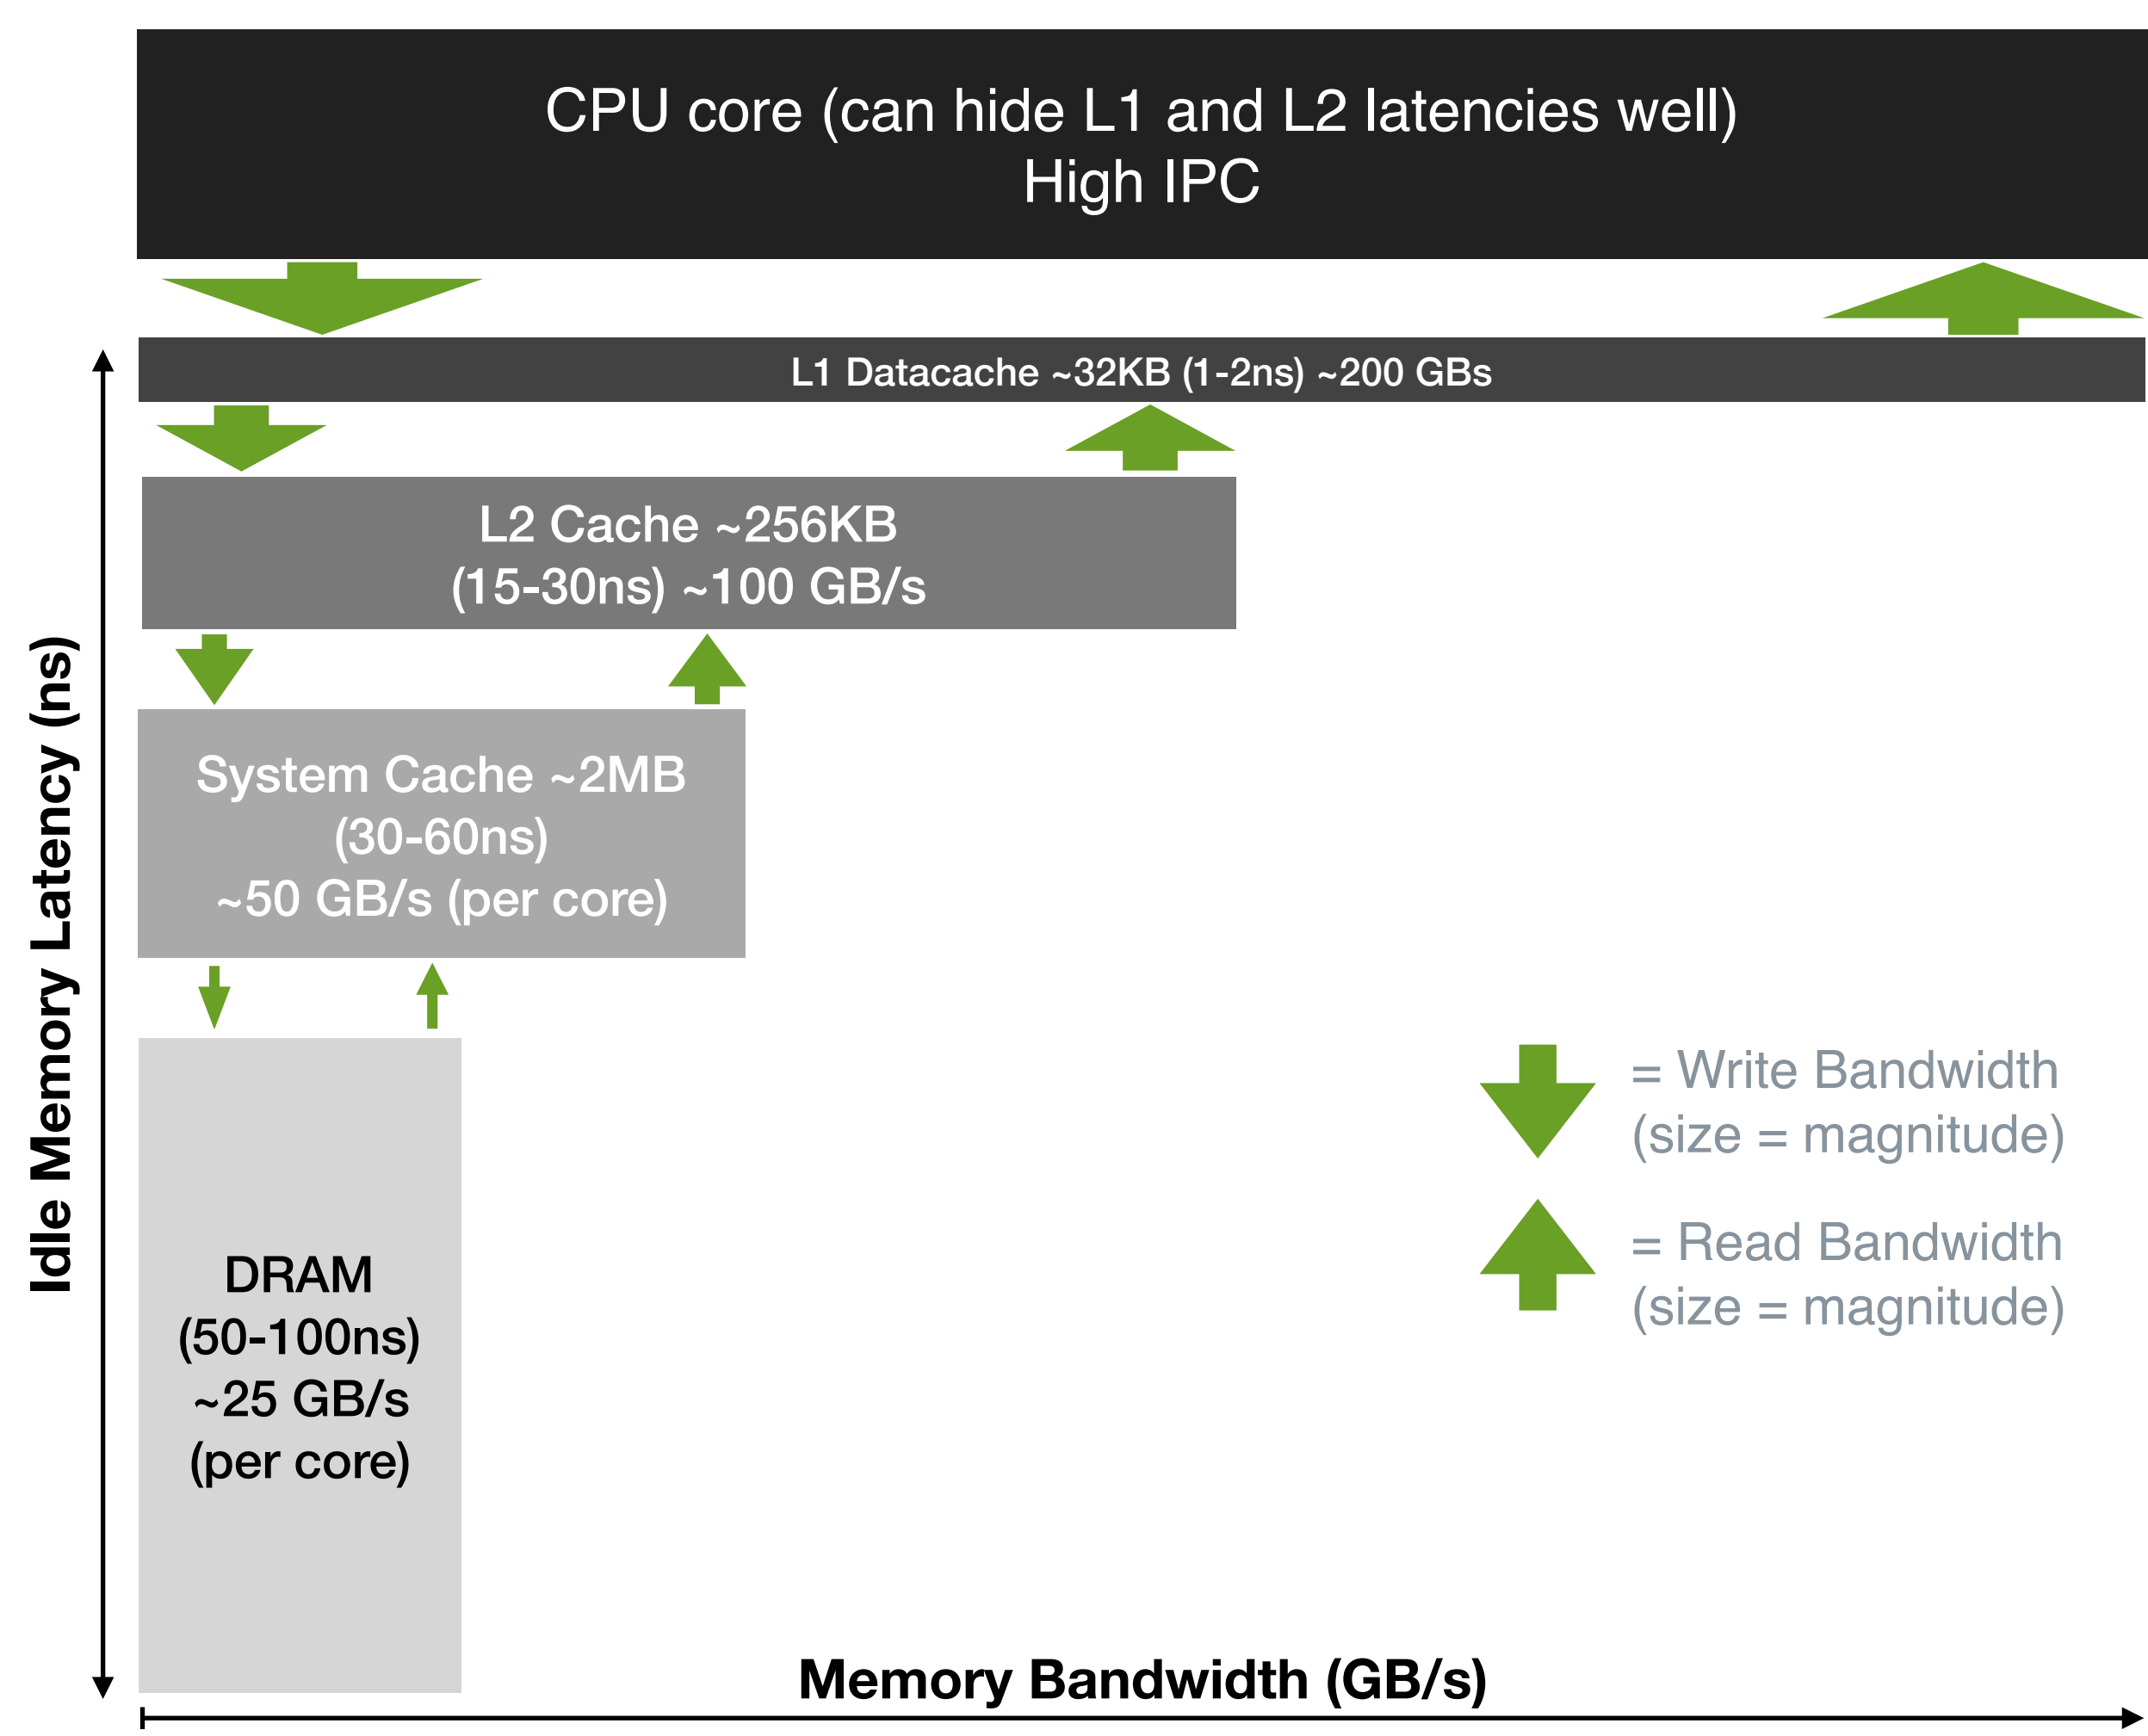 CPU core (can hide L1 and L2 latencies well)
High IPC
L1 Datacache ~32KB (1-2ns) ~200 GBs
L2 Cache ~256KB
(15-30ns) ~100 GB/s
System Cache ~2MB
(30-60ns)
~50 GB/s (per core)
DRAM
(50-100ns)
~25 GB/s
(per core)
Idle Memory Latency (ns)
= Write Bandwidth
(size = magnitude)
= Read Bandwidth
(size = magnitude)
Memory Bandwidth (GB/s)